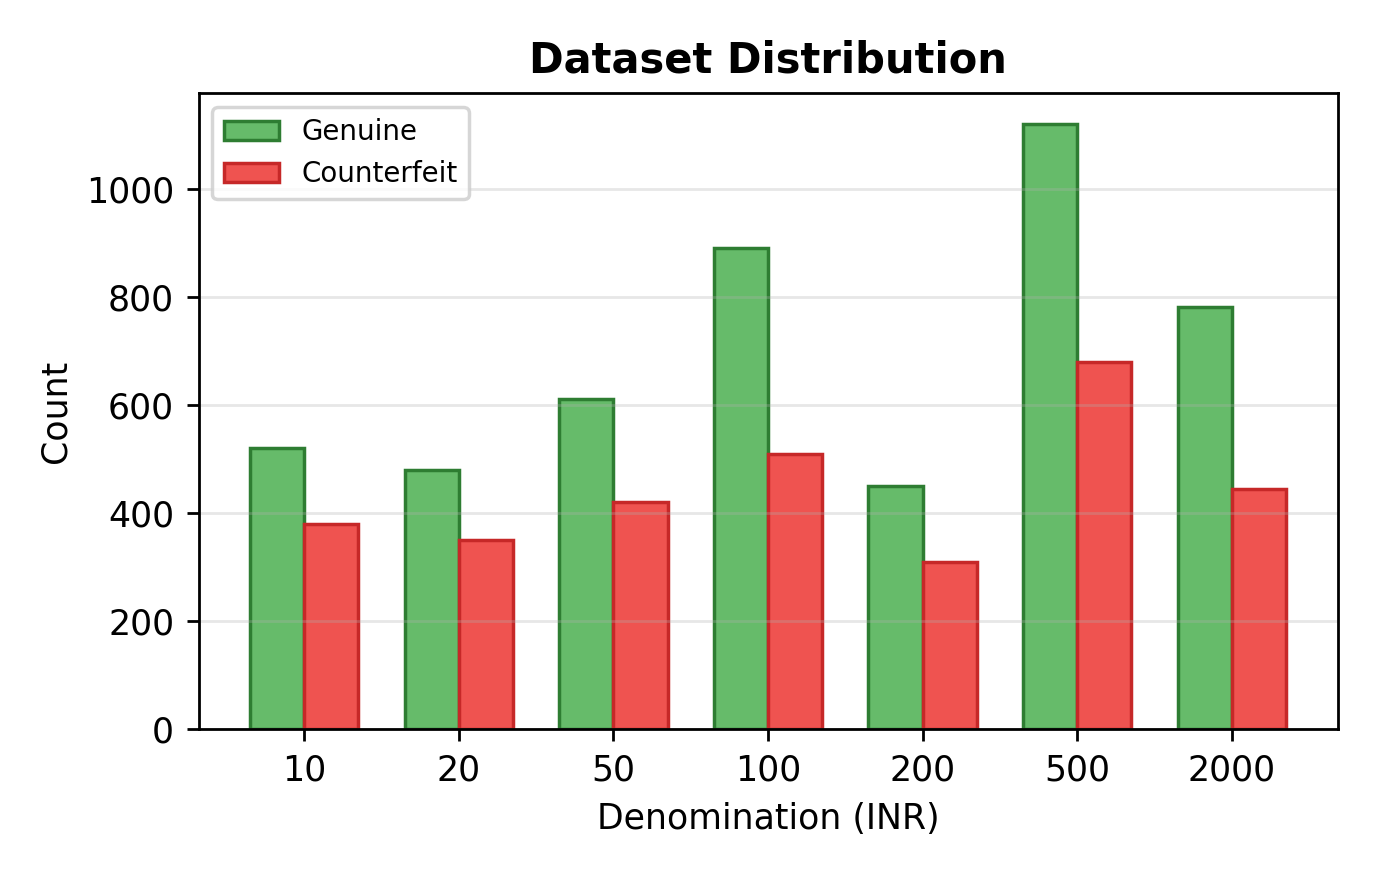 Dataset Distribution
Genuine
Counterfeit
1000
800
600
400
200
0
Count
10 20 50 100 200 500 2000
Denomination (INR)